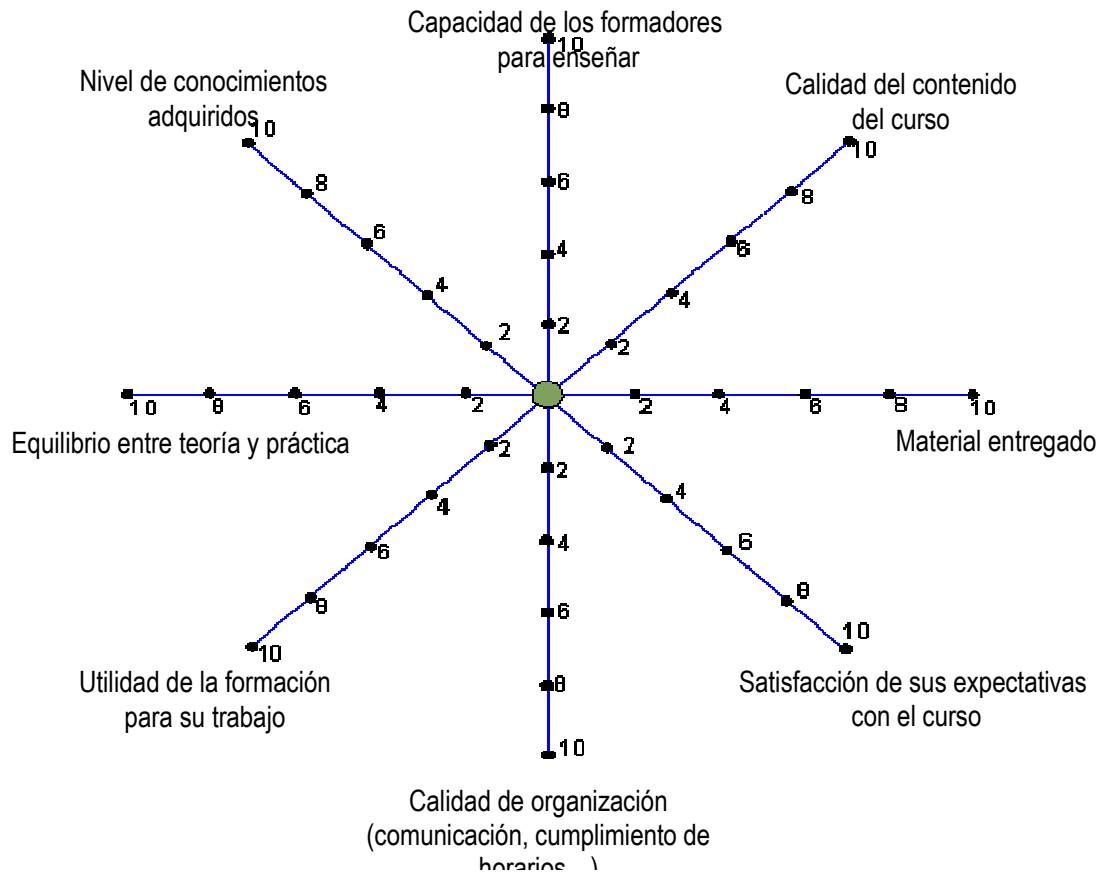 Capacidad de los formadores
para enseñar
10
8
6
4
2
Nivel de conocimientos
adquiridos
10
8
6
4
2
Calidad del contenido
del curso
10
8
6
4
2
10 8 6 4 2
2 4 6 8 10
Equilibrio entre teoría y práctica
Material entregado
2
4
6
8
10
Utilidad de la formación
para su trabajo
2
4
6
8
10
2
4
6
8
10
Satisfacción de sus expectativas
con el curso
Calidad de organización
(comunicación, cumplimiento de
horarios...)